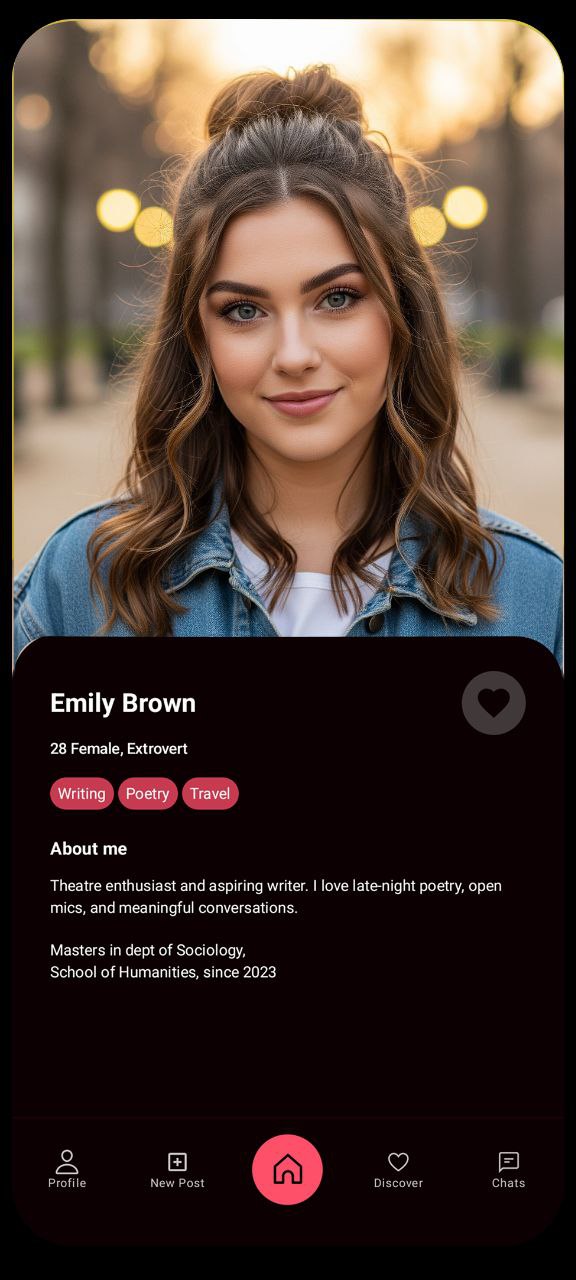 Emily Brown
28 Female, Extrovert
Writing Poetry Travel
About me
Theatre enthusiast and aspiring writer. I love late-night poetry, open
mics, and meaningful conversations.
Masters in dept of Sociology,
School of Humanities, since 2023
Profile New Post Discover Chats